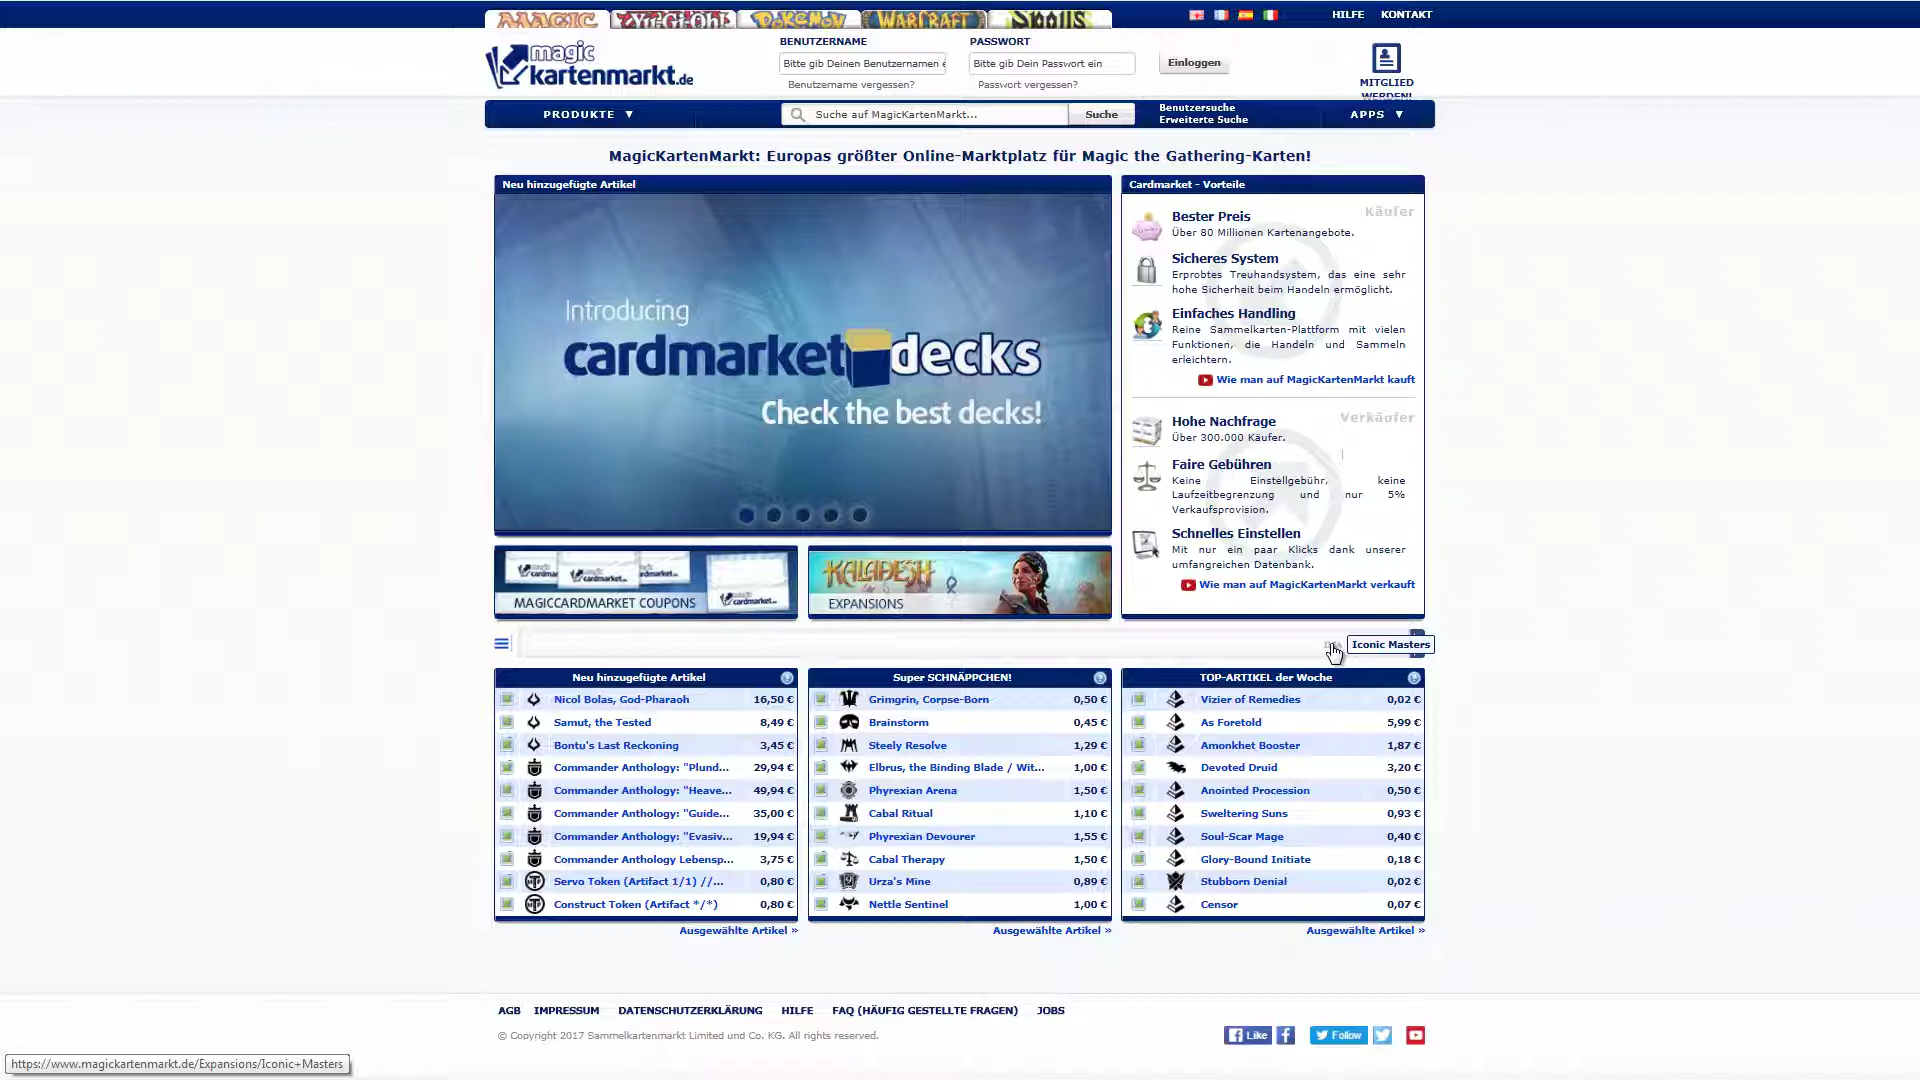 MAGIC Yu-Gi-Oh! Pokémon WARCRAFT Spoils
HILFE KONTAKT
magic
kartenmarkt.de
BENUTZERNAME PASSWORT
Bitte gib Deinen Benutzernamen e Bitte gib Dein Passwort ein Einloggen
Benutzername vergessen? Passwort vergessen?
MITGLIED
WERDEN!
PRODUKTE ▼ Suche auf MagicKartenMarkt... Suche
Benutzersuche
Erweiterte Suche
APPS ▼
MagicKartenMarkt: Europas größter Online-Marktplatz für Magic the Gathering-Karten!
Neu hinzugefügte Artikel
Introducing
cardmarket decks
Check the best decks!
Cardmarket - Vorteile
Käufer
Bester Preis
Über 80 Millionen Kartenangebote.
Sicheres System
Erprobtes Treuhandsystem, das eine sehr
hohe Sicherheit beim Handeln ermöglicht.
Einfaches Handling
Reine Sammelkarten-Plattform mit vielen
Funktionen, die Handeln und Sammeln
erleichtern.
Wie man auf MagicKartenMarkt kauft
Verkäufer
Hohe Nachfrage
Über 300.000 Käufer.
Faire Gebühren
Keine Einstellgebühr, keine
Laufzeitbegrenzung und nur 5%
Verkaufsprovision.
Schnelles Einstellen
Mit nur ein paar Klicks dank unserer
umfangreichen Datenbank.
Wie man auf MagicKartenMarkt verkauft
MAGICCARDMARKET COUPONS
KALADESH
EXPANSIONS
Iconic Masters
Neu hinzugefügte Artikel
Nicol Bolas, God-Pharaoh 16,50 €
Samut, the Tested 8,49 €
Bontu's Last Reckoning 3,45 €
Commander Anthology: "Plund... 29,94 €
Commander Anthology: "Heave... 49,94 €
Commander Anthology: "Guide... 35,00 €
Commander Anthology: "Evasiv... 19,94 €
Commander Anthology Lebensp... 3,75 €
Servo Token (Artifact 1/1) //... 0,80 €
Construct Token (Artifact */*) 0,80 €
Ausgewählte Artikel »
Super SCHNÄPPCHEN!
Grimgrin, Corpse-Born 0,50 €
Brainstorm 0,45 €
Steely Resolve 1,29 €
Elbrus, the Binding Blade / Wit... 1,00 €
Phyrexian Arena 1,50 €
Cabal Ritual 1,10 €
Phyrexian Devourer 1,55 €
Cabal Therapy 1,50 €
Urza's Mine 0,89 €
Nettle Sentinel 1,00 €
Ausgewählte Artikel »
TOP-ARTIKEL der Woche
Vizier of Remedies 0,02 €
As Foretold 5,99 €
Amonkhet Booster 1,87 €
Devoted Druid 3,20 €
Anointed Procession 0,50 €
Sweltering Suns 0,93 €
Soul-Scar Mage 0,40 €
Glory-Bound Initiate 0,18 €
Stubborn Denial 0,02 €
Censor 0,07 €
Ausgewählte Artikel »
AGB IMPRESSUM DATENSCHUTZERKLÄRUNG HILFE FAQ (HÄUFIG GESTELLTE FRAGEN) JOBS
© Copyright 2017 Sammelkartenmarkt Limited und Co. KG. All rights reserved.
Like Follow
https://www.magickartenmarkt.de/Expansions/Iconic+Masters